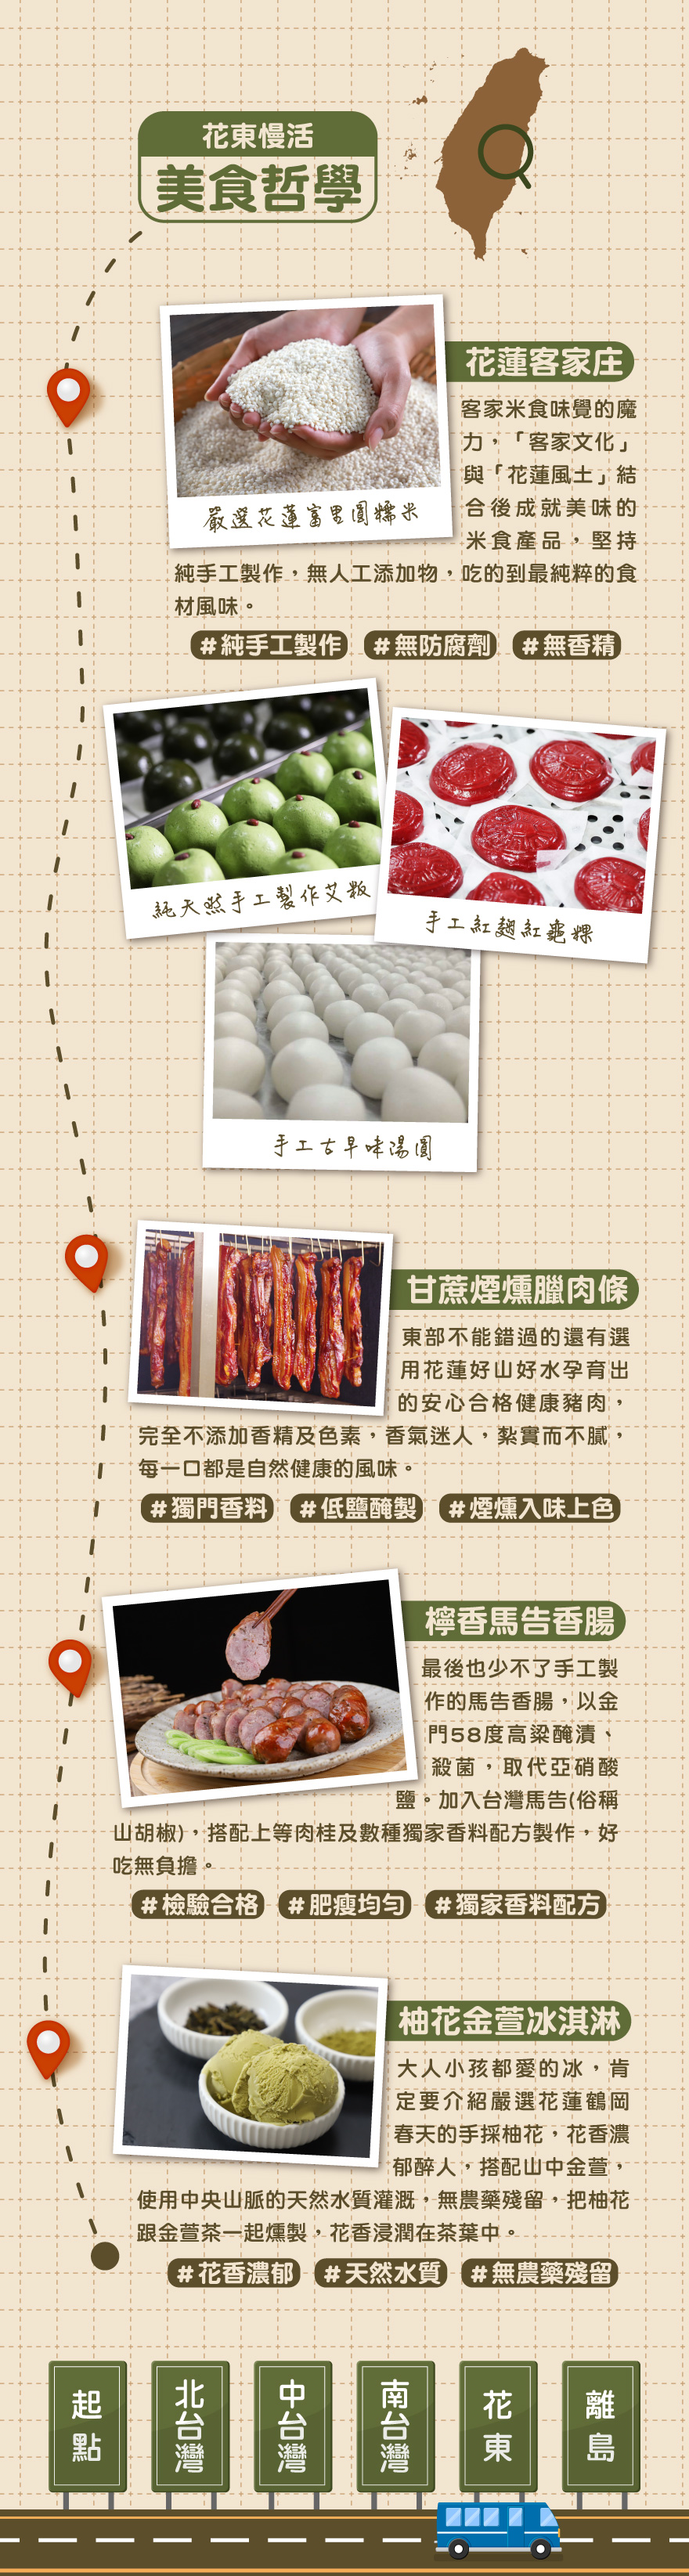 花東慢活
美食哲學
花蓮客家庄
客家米食味覺的魔
力，「客家文化」
與「花蓮風土」結
合後成就美味的
米食產品，堅持
純手工製作，無人工添加物，吃的到最純粹的食
材風味。
嚴選花蓮富里圓糯米
#純手工製作 #無防腐劑 #無香精
純天然手工製作艾粄
手工紅麴紅龜粿
手工古早味湯圓
甘蔗煙燻臘肉條
東部不能錯過的還有選
用花蓮好山好水孕育出
的安心合格健康豬肉，
完全不添加香精及色素，香氣迷人，紮實而不膩，
每一口都是自然健康的風味。
#獨門香料 #低鹽醃製 #煙燻入味上色
檸香馬告香腸
最後也少不了手工製
作的馬告香腸，以金
門58度高粱醃漬、
殺菌，取代亞硝酸
鹽。加入台灣馬告(俗稱
山胡椒)，搭配上等肉桂及數種獨家香料配方製作，好
吃無負擔。
#檢驗合格 #肥瘦均勻 #獨家香料配方
柚花金萱冰淇淋
大人小孩都愛的冰，肯
定要介紹嚴選花蓮鶴岡
春天的手採柚花，花香濃
郁醉人，搭配山中金萱，
使用中央山脈的天然水質灌溉，無農藥殘留，把柚花
跟金萱茶一起燻製，花香浸潤在茶葉中。
#花香濃郁 #天然水質 #無農藥殘留
起點
北台灣
中台灣
南台灣
花東
離島